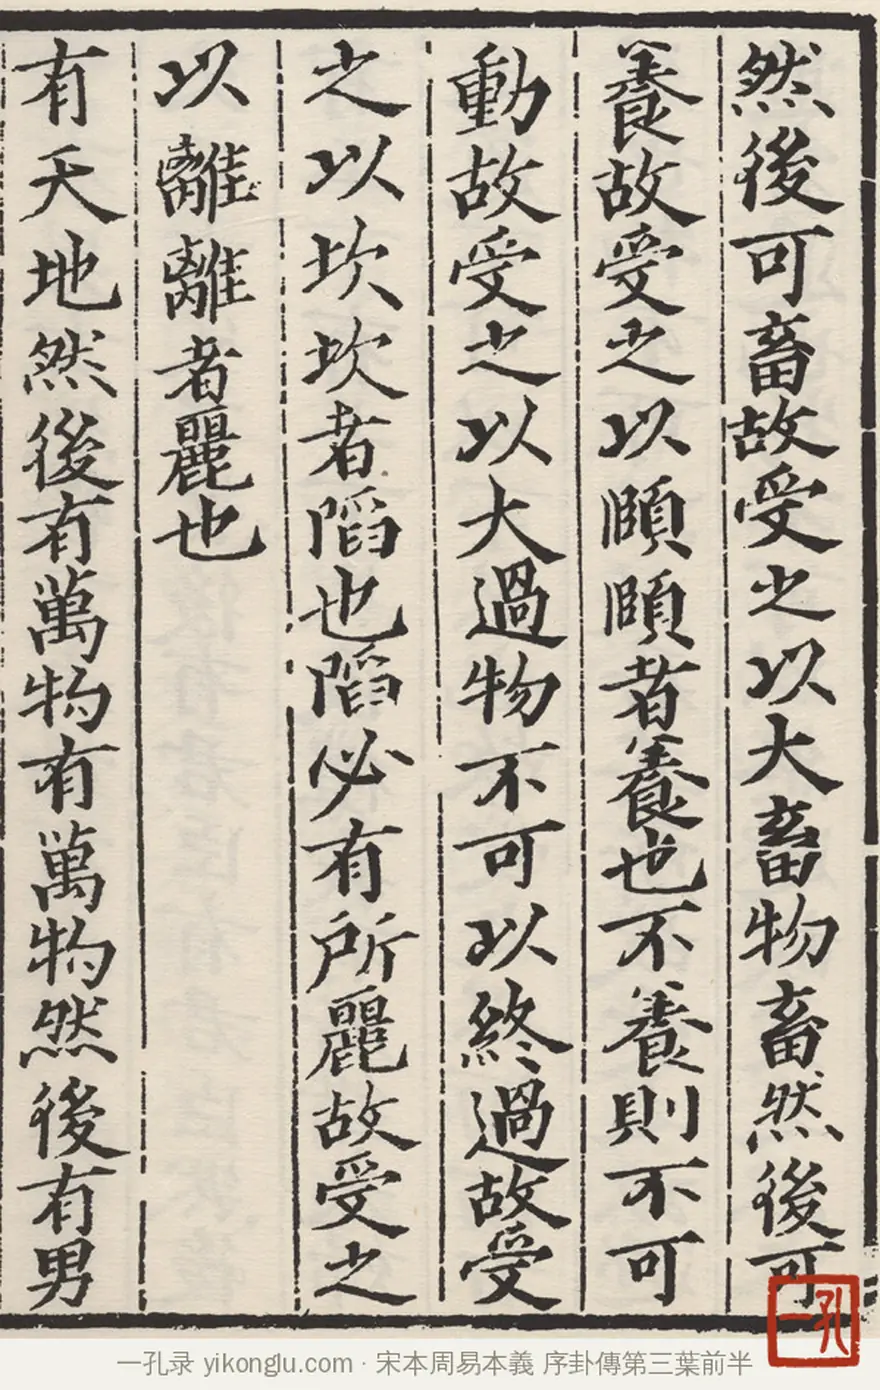 然後可畜故受之以大畜物畜然後可
養故受之以頤頤者養也不養則不可
動故受之以大過物不可以終過故受
之以坎坎者陷也陷必有所麗故受之
以離離者麗也
有天地然後有萬物有萬物然後有男
一孔
一孔录 yikonglu.com · 宋本周易本義 序卦傳第三葉前半